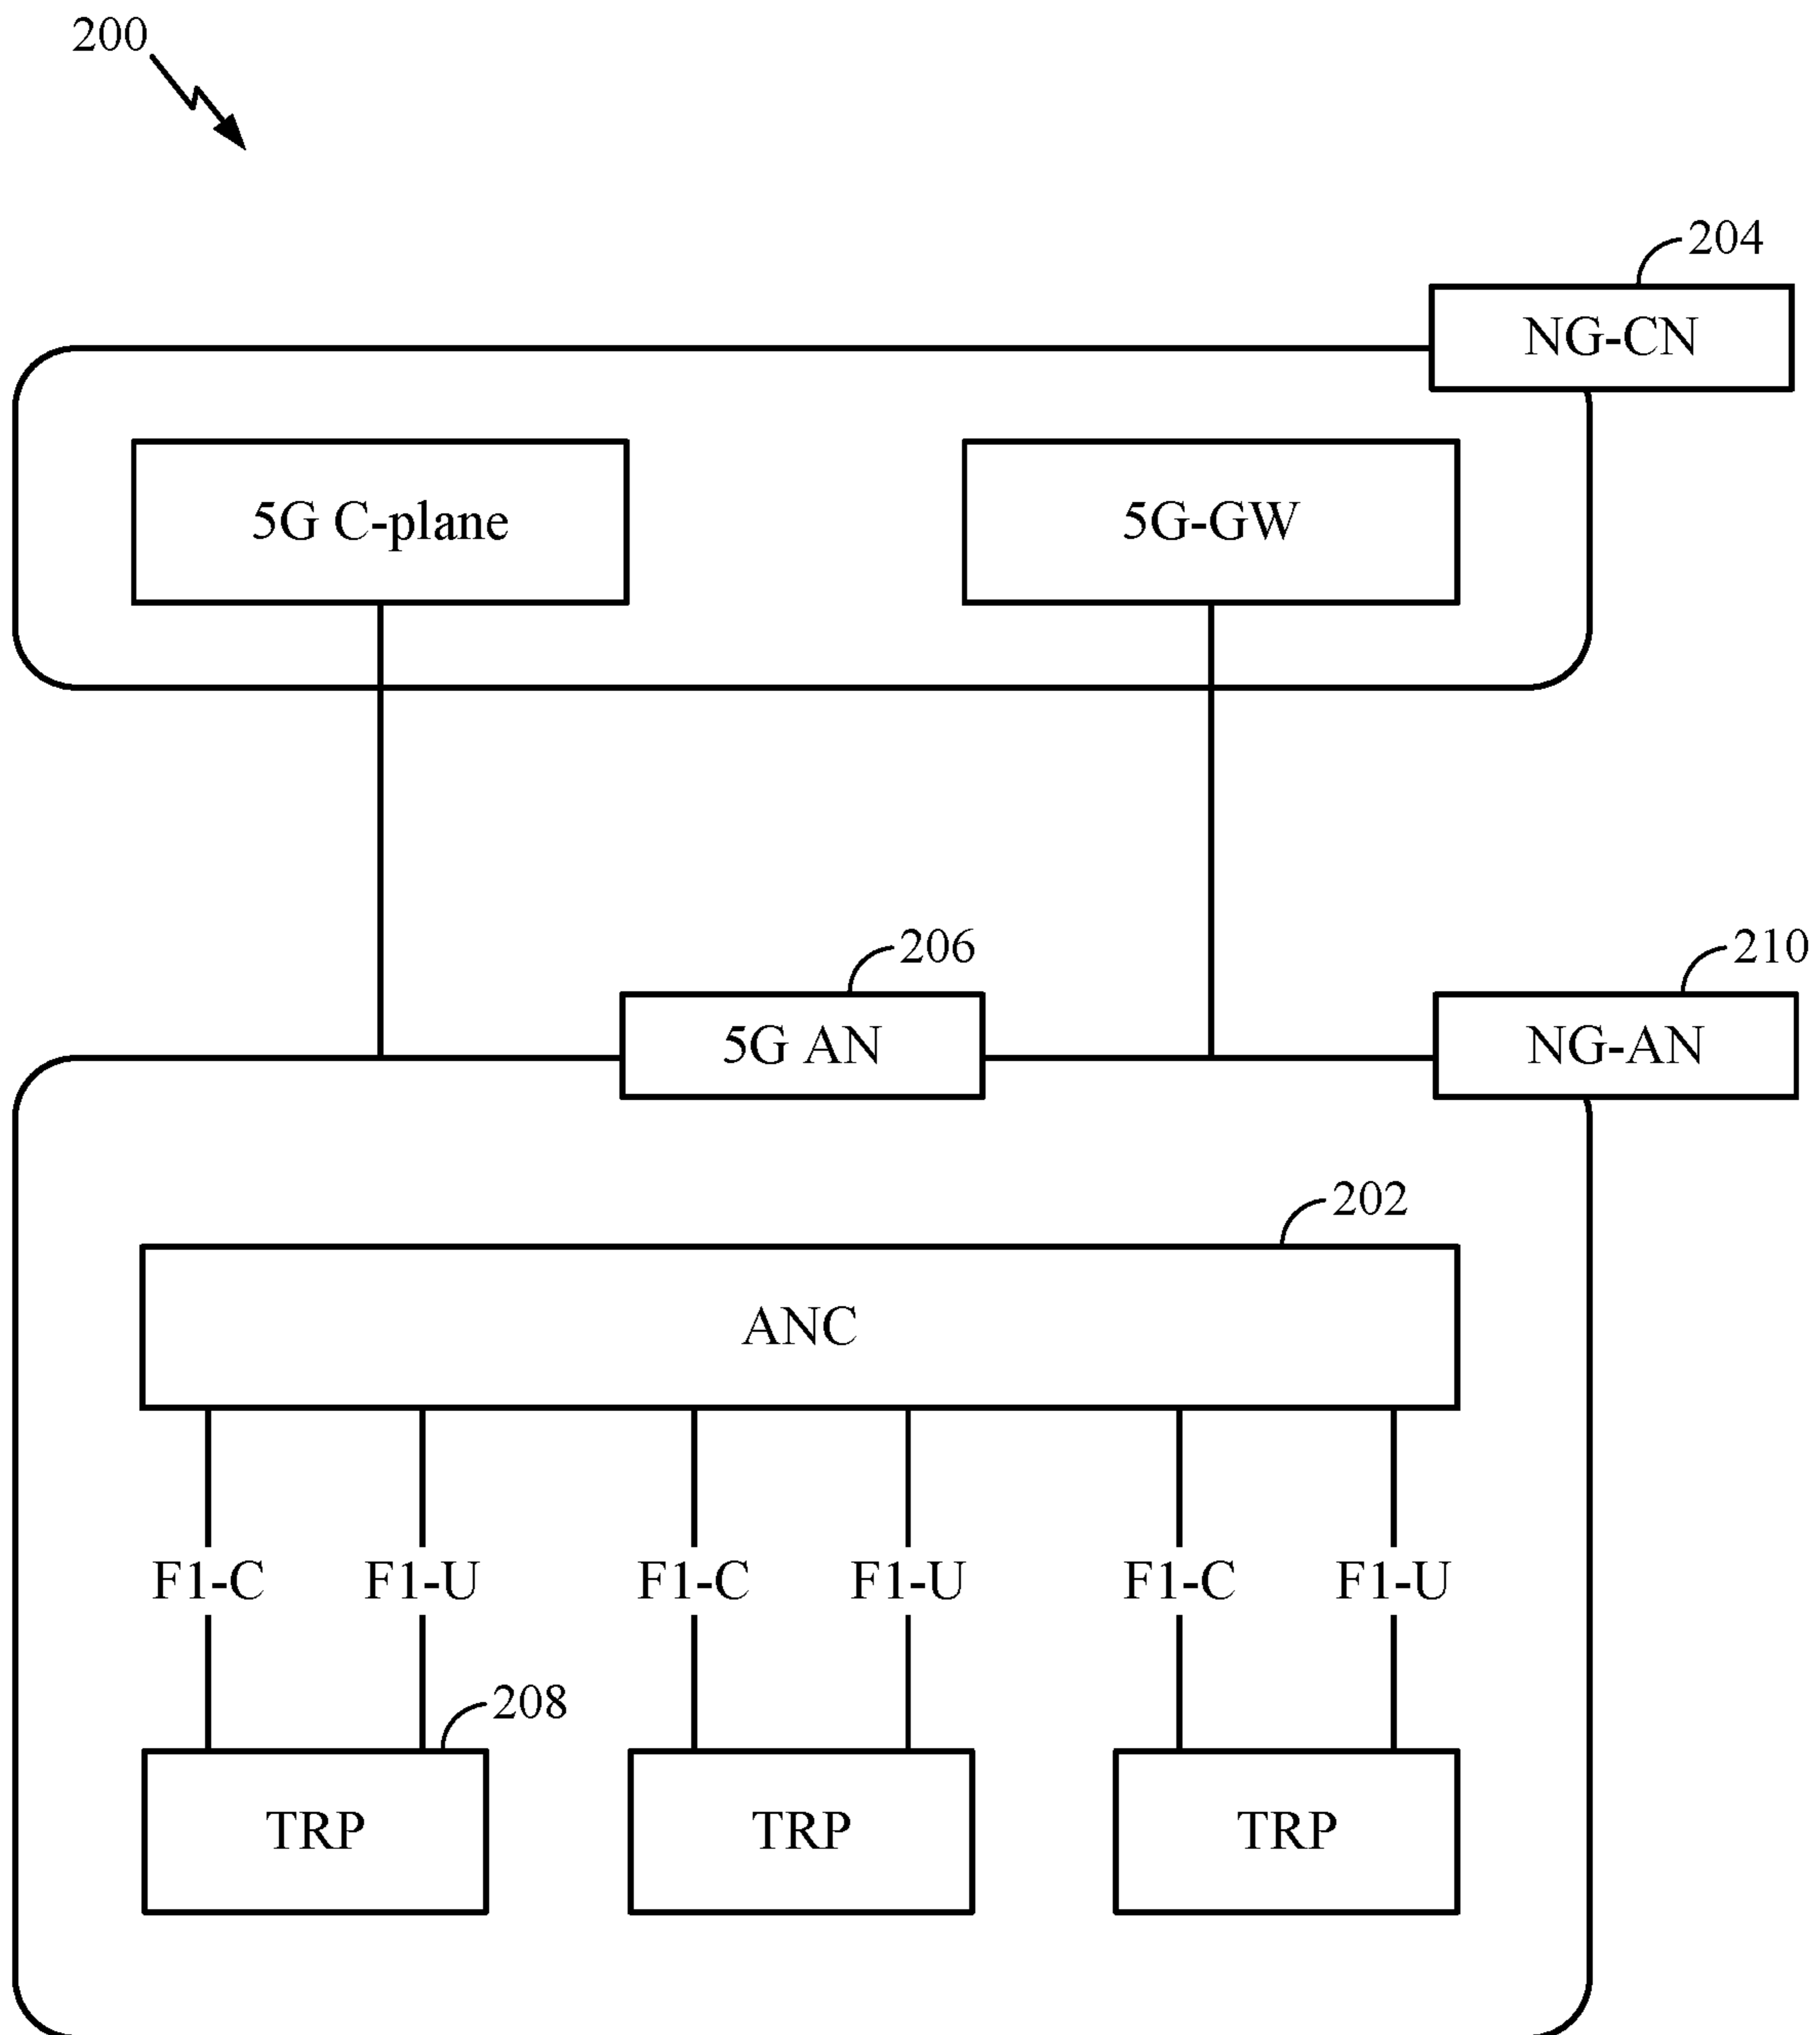 200
204
NG-CN
5G C-plane
5G-GW
206
210
5G AN
NG-AN
202
ANC
F1-C
F1-U
F1-C
F1-U
F1-C
F1-U
208
TRP
TRP
TRP